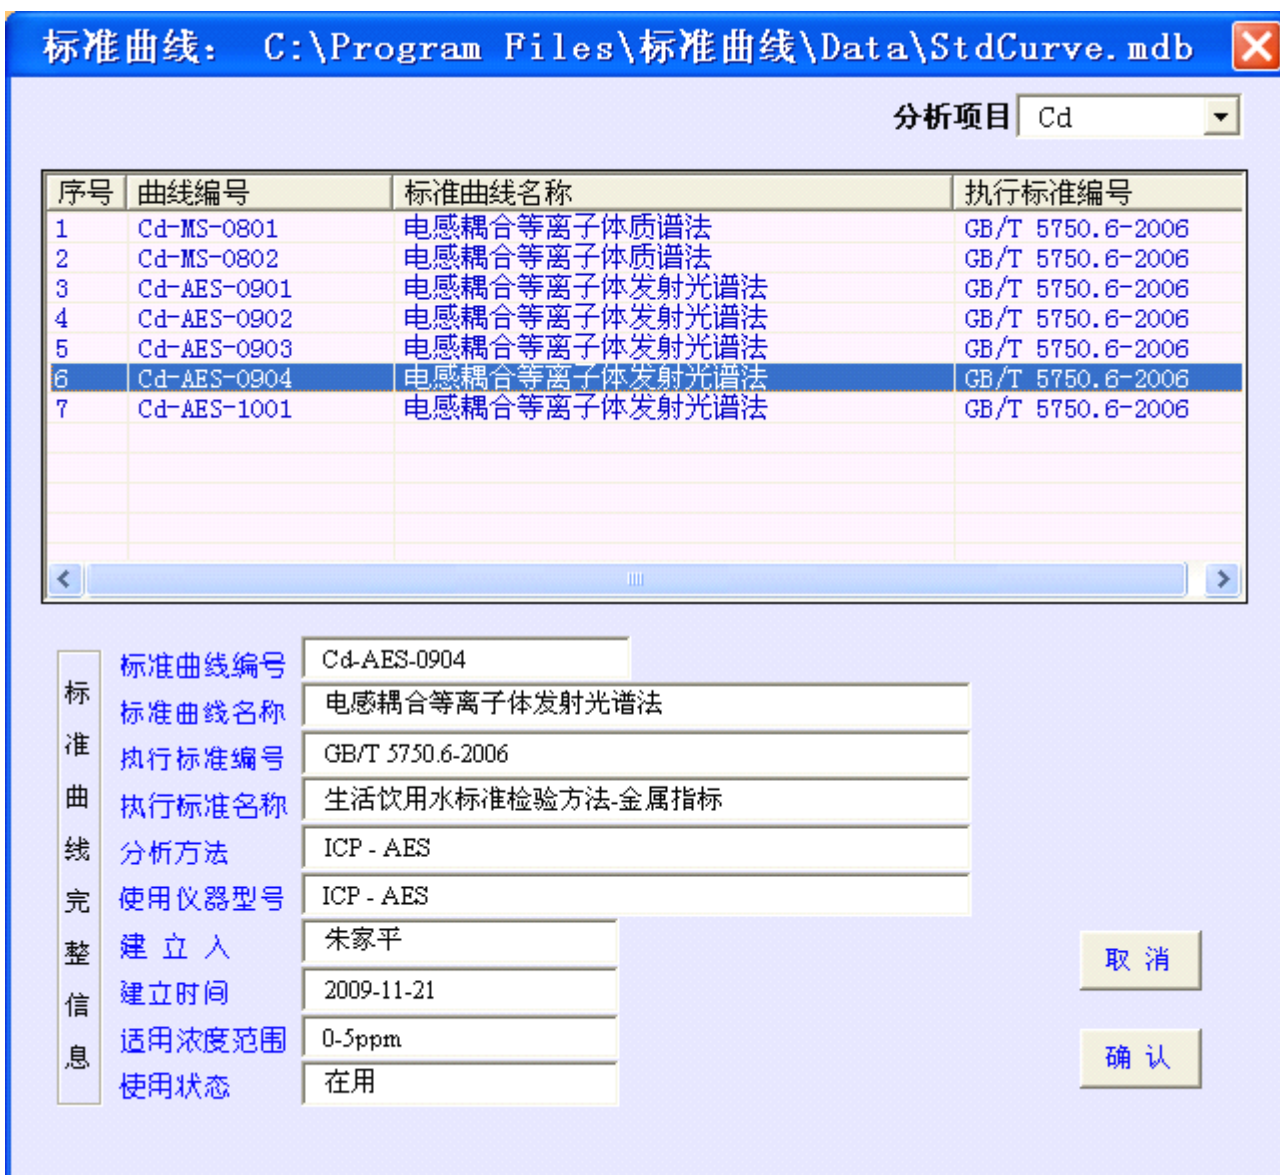 标准曲线： C:\Program Files\标准曲线\Data\StdCurve.mdb
分析项目 Cd
序号 曲线编号 标准曲线名称 执行标准编号
1 Cd-MS-0801 电感耦合等离子体质谱法 GB/T 5750.6-2006
2 Cd-MS-0802 电感耦合等离子体质谱法 GB/T 5750.6-2006
3 Cd-AES-0901 电感耦合等离子体发射光谱法 GB/T 5750.6-2006
4 Cd-AES-0902 电感耦合等离子体发射光谱法 GB/T 5750.6-2006
5 Cd-AES-0903 电感耦合等离子体发射光谱法 GB/T 5750.6-2006
6 Cd-AES-0904 电感耦合等离子体发射光谱法 GB/T 5750.6-2006
7 Cd-AES-1001 电感耦合等离子体发射光谱法 GB/T 5750.6-2006
标准曲线完整信息
标准曲线编号 Cd-AES-0904
标准曲线名称 电感耦合等离子体发射光谱法
执行标准编号 GB/T 5750.6-2006
执行标准名称 生活饮用水标准检验方法-金属指标
分析方法 ICP - AES
使用仪器型号 ICP - AES
建 立 人 朱家平
建立时间 2009-11-21
适用浓度范围 0-5ppm
使用状态 在用
取 消
确 认